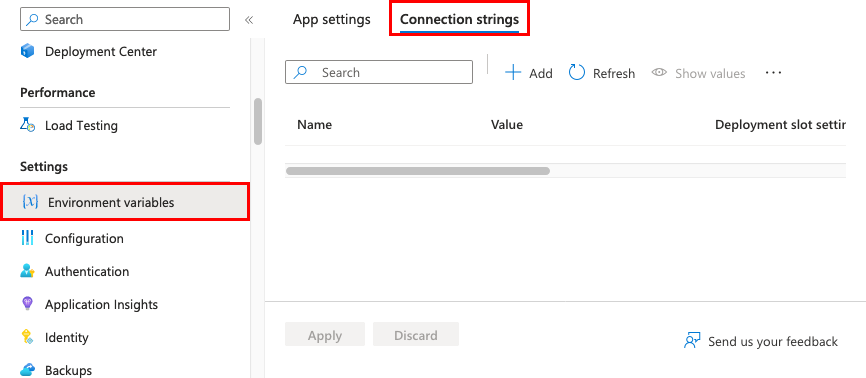 Search
Deployment Center
Performance
Load Testing
Settings
Environment variables
Configuration
Authentication
Application Insights
Identity
Backups
App settings
Connection strings
Search
Add
Refresh
Show values
Name Value Deployment slot settin
Apply
Discard
Send us your feedback